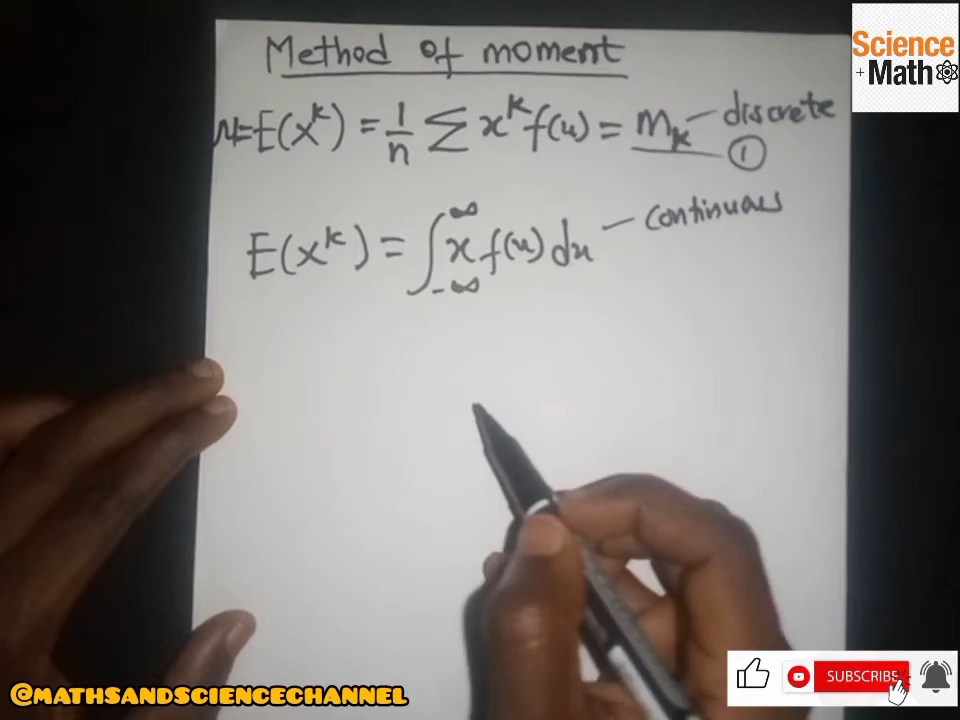 Method of moment
Science
+Math
μ=E(x^k) = 1/n ∑ x^k f(x) = m_k — discrete
①
E(x^k) = ∫_{-∞}^{∞} x f(x) dx — continuous
SUBSCRIBE
@MATHSANDSCIENCECHANNEL